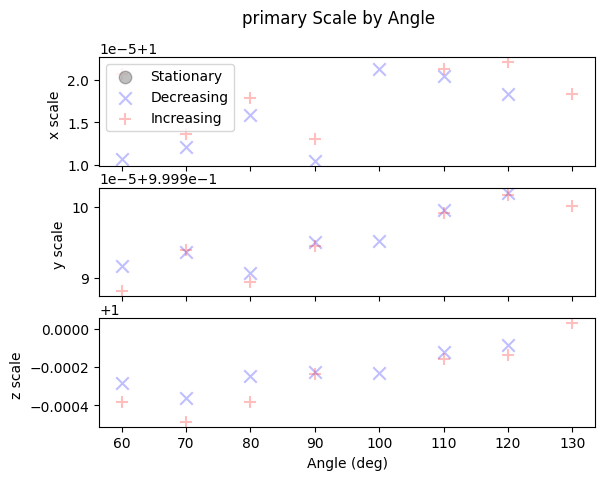 primary Scale by Angle
1e-5+1
2.0
1.5
1.0
x scale
Stationary
Decreasing
Increasing
1e-5+9.999e-1
10
9
y scale
+1
0.0000
−0.0002
−0.0004
z scale
60 70 80 90 100 110 120 130
Angle (deg)